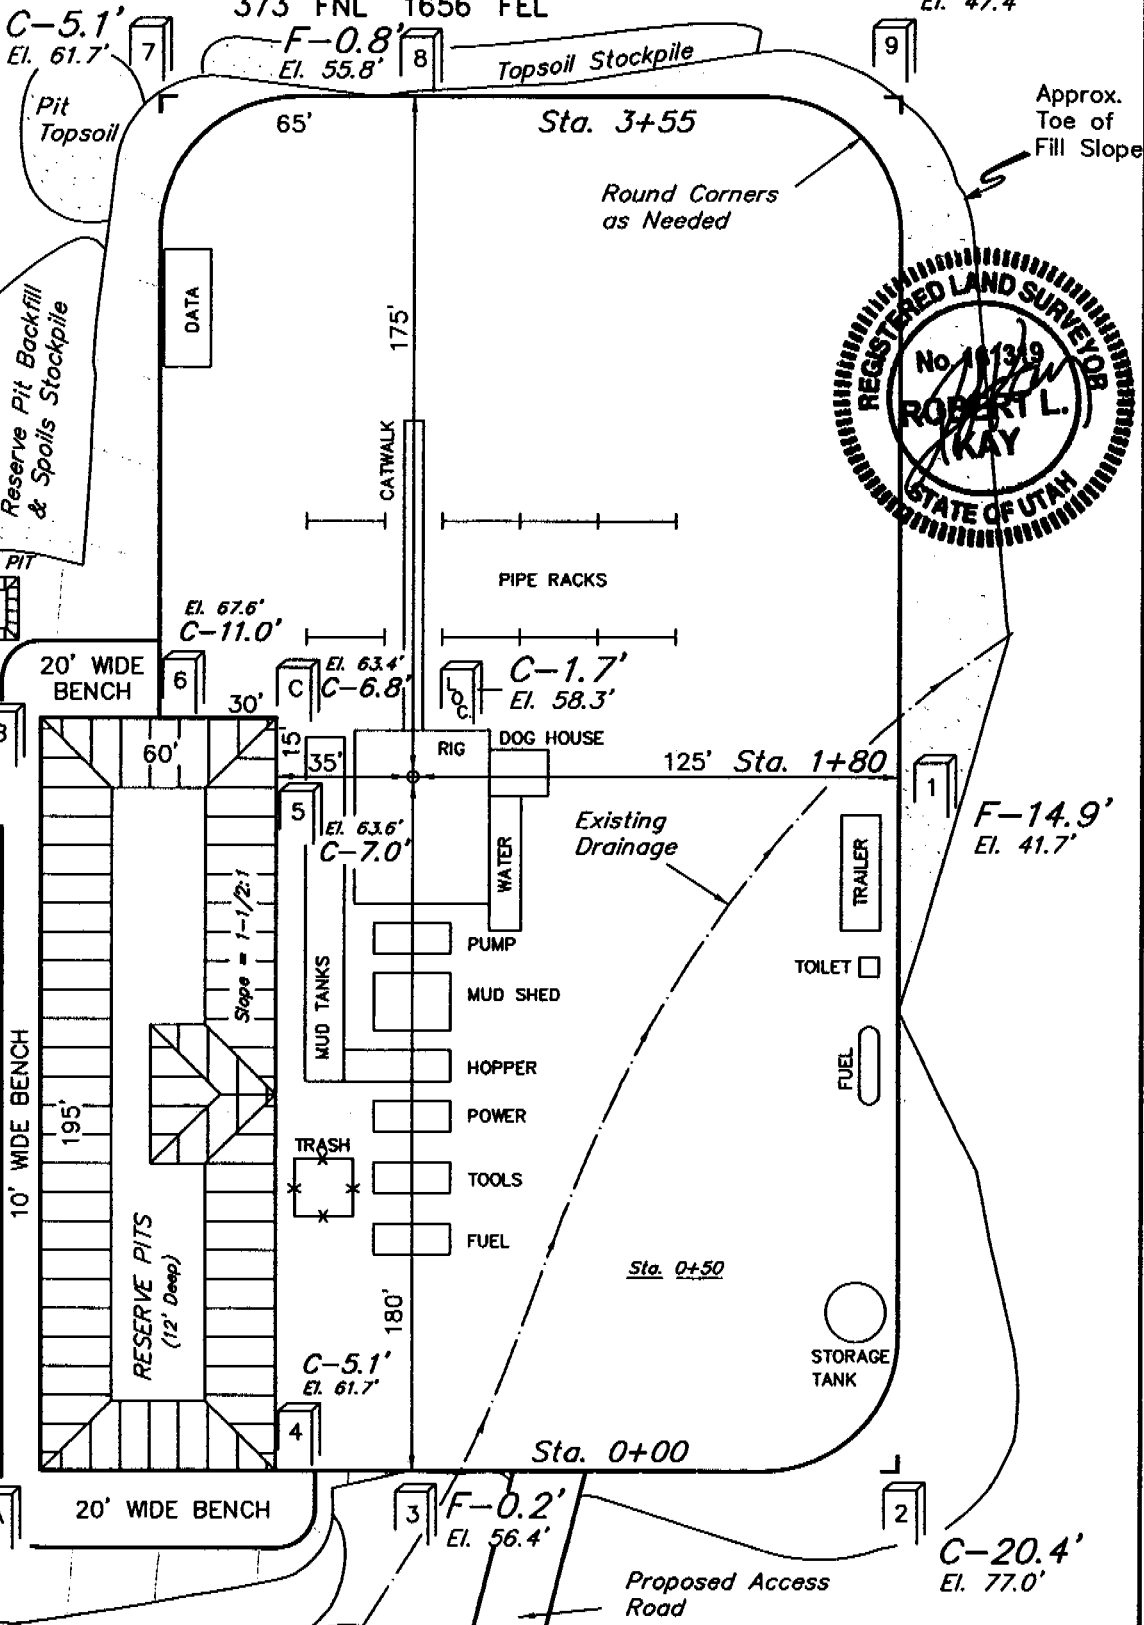 373' FNL 1656' FEL
El. 47.4'
C-5.1'
El. 61.7'
7
F-0.8'
El. 55.8'
8
Topsoil Stockpile
9
Pit
Topsoil
65'
Sta. 3+55
Approx.
Toe of
Fill Slope
Round Corners
as Needed
DATA
175'
Reserve Pit Backfill
& Spoils Stockpile
REGISTERED LAND SURVEYOR
No. 161319
ROBERT L.
KAY
STATE OF UTAH
CATWALK
PIPE RACKS
PIT
El. 67.6'
C-11.0'
20' WIDE
BENCH
6
30'
C
El. 63.4'
C-6.8'
LOC.
C-1.7'
El. 58.3'
B
60'
15'
35'
RIG
DOG HOUSE
125'
Sta. 1+80
1
F-14.9'
El. 41.7'
5
El. 63.6'
C-7.0'
Existing
Drainage
WATER
TRAILER
Slope = 1-1/2:1
PUMP
TOILET
MUD TANKS
MUD SHED
10' WIDE BENCH
HOPPER
FUEL
195'
POWER
TRASH
TOOLS
RESERVE PITS
(12' Deep)
FUEL
Sta. 0+50
180'
STORAGE
TANK
C-5.1'
El. 61.7'
4
Sta. 0+00
20' WIDE BENCH
3
F-0.2'
El. 56.4'
2
C-20.4'
El. 77.0'
Proposed Access
Road